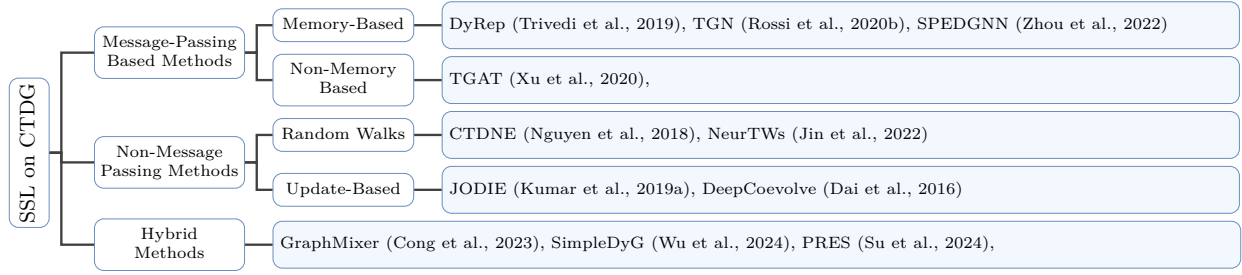 SSL on CTDG
Message-Passing
Based Methods
Memory-Based
DyRep (Trivedi et al., 2019), TGN (Rossi et al., 2020b), SPEDGNN (Zhou et al., 2022)
Non-Memory
Based
TGAT (Xu et al., 2020),
Non-Message
Passing Methods
Random Walks
CTDNE (Nguyen et al., 2018), NeurTWs (Jin et al., 2022)
Update-Based
JODIE (Kumar et al., 2019a), DeepCoevolve (Dai et al., 2016)
Hybrid
Methods
GraphMixer (Cong et al., 2023), SimpleDyG (Wu et al., 2024), PRES (Su et al., 2024),